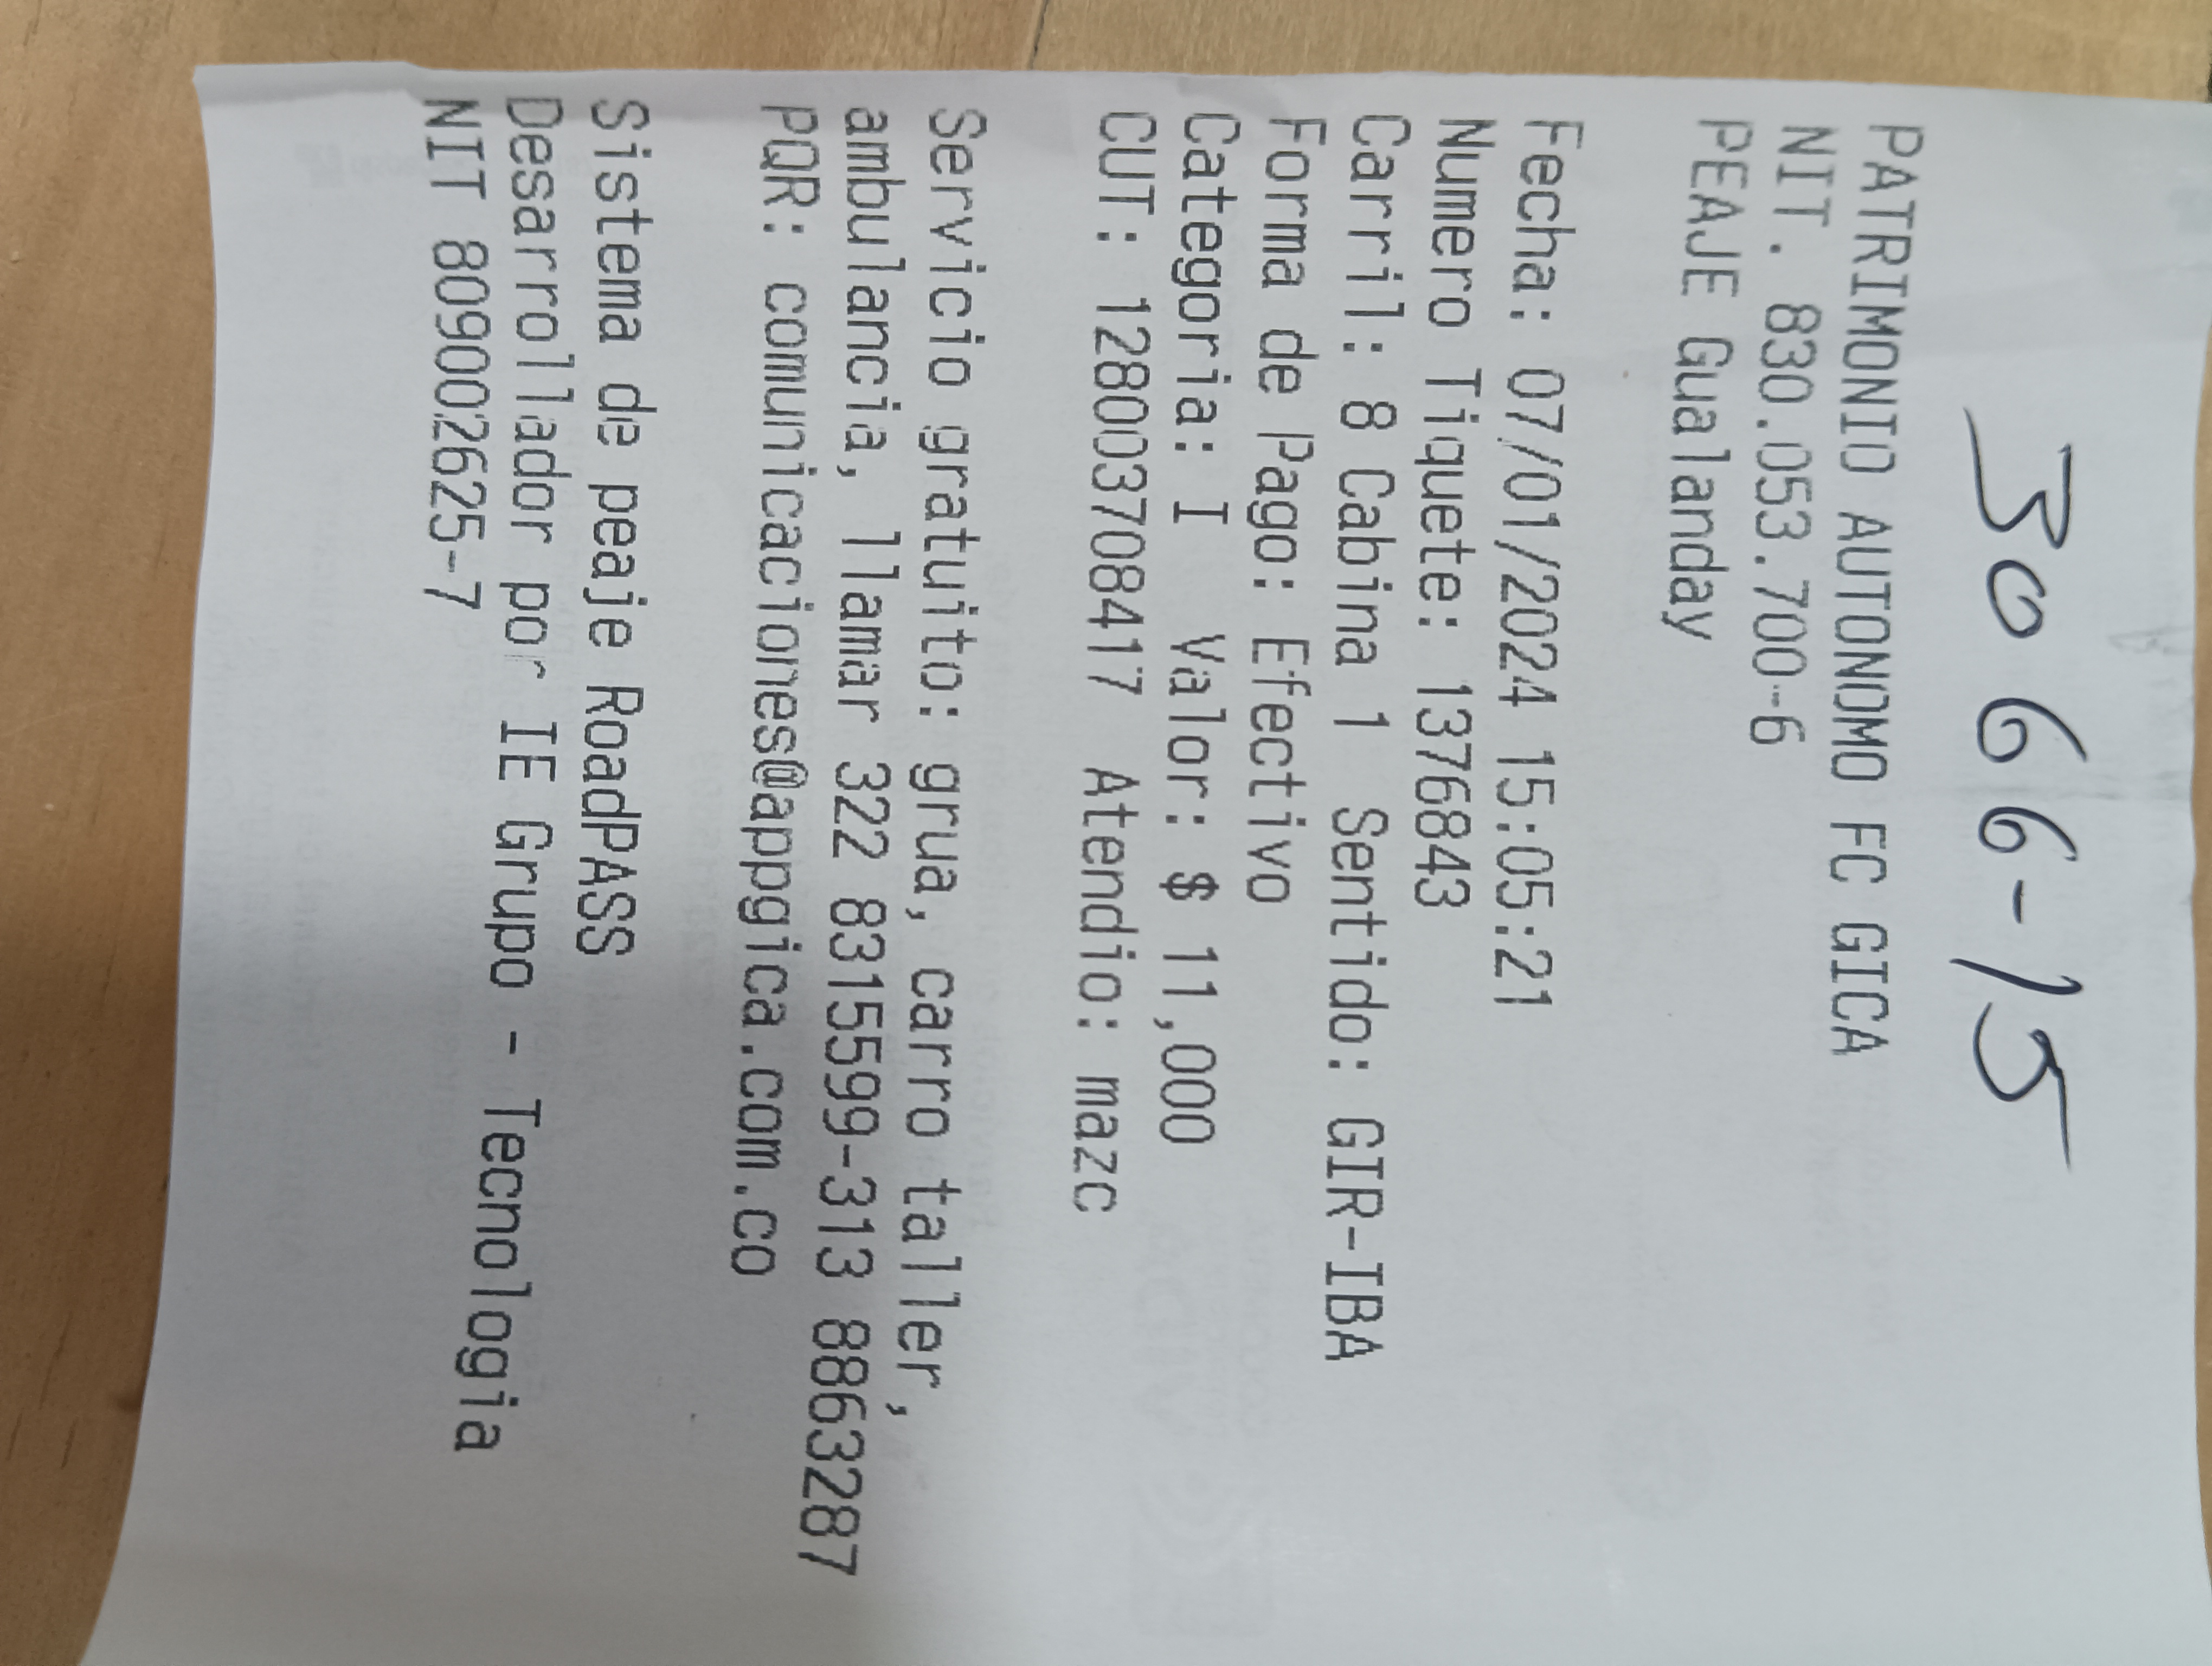 3066-15
PATRIMONIO AUTONOMO FC GICA
NIT. 830.053.700-6
PEAJE Gualanday
Fecha: 07/01/2024 15:05:21
Numero Tiquete: 1376843
Carril: 8 Cabina 1 Sentido: GIR-IBA
Forma de Pago: Efectivo
Categoria: I Valor: $ 11,000
CUT: 128003708417 Atendio: mazc
Servicio gratuito: grua, carro taller,
ambulancia, llamar 322 8315599-313 8863287
PQR: comunicaciones@appgica.com.co
Sistema de peaje RoadPASS
Desarrollador por IE Grupo - Tecnologia
NIT 809002625-7